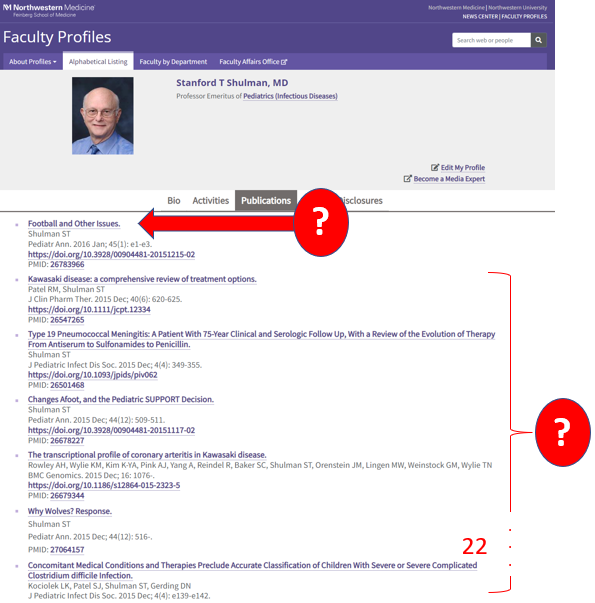 Northwestern Medicine
Feinberg School of Medicine
Northwestern Medicine | Northwestern University
NEWS CENTER | FACULTY PROFILES
Faculty Profiles
Search web or people
About Profiles
Alphabetical Listing
Faculty by Department
Faculty Affairs Office
Stanford T Shulman, MD
Professor Emeritus of Pediatrics (Infectious Diseases)
Edit My Profile
Become a Media Expert
Bio Activities Publications isclosures
?
Football and Other Issues.
Shulman ST
Pediatr Ann. 2016 Jan; 45(1): e1-e3.
https://doi.org/10.3928/00904481-20151215-02
PMID: 26783966
Kawasaki disease: a comprehensive review of treatment options.
Patel RM, Shulman ST
J Clin Pharm Ther. 2015 Dec; 40(6): 620-625.
https://doi.org/10.1111/jcpt.12334
PMID: 26547265
Type 19 Pneumococcal Meningitis: A Patient With 75-Year Clinical and Serologic Follow Up, With a Review of the Evolution of Therapy
From Antiserum to Sulfonamides to Penicillin.
Shulman ST
J Pediatric Infect Dis Soc. 2015 Dec; 4(4): 349-355.
https://doi.org/10.1093/jpids/piv062
PMID: 26501468
Changes Afoot, and the Pediatric SUPPORT Decision.
Shulman ST
Pediatr Ann. 2015 Dec; 44(12): 509-511.
https://doi.org/10.3928/00904481-20151117-02
PMID: 26678227
?
The transcriptional profile of coronary arteritis in Kawasaki disease.
Rowley AH, Wylie KM, Kim K-YA, Pink AJ, Yang A, Reindel R, Baker SC, Shulman ST, Orenstein JM, Lingen MW, Weinstock GM, Wylie TN
BMC Genomics. 2015 Dec; 16: 1076-.
https://doi.org/10.1186/s12864-015-2323-5
PMID: 26679344
Why Wolves? Response.
Shulman ST
Pediatr Ann. 2015 Dec; 44(12): 516-.
PMID: 27064157
22
Concomitant Medical Conditions and Therapies Preclude Accurate Classification of Children With Severe or Severe Complicated
Clostridium difficile Infection.
Kociolek LK, Patel SJ, Shulman ST, Gerding DN
J Pediatric Infect Dis Soc. 2015 Dec; 4(4): e139-e142.